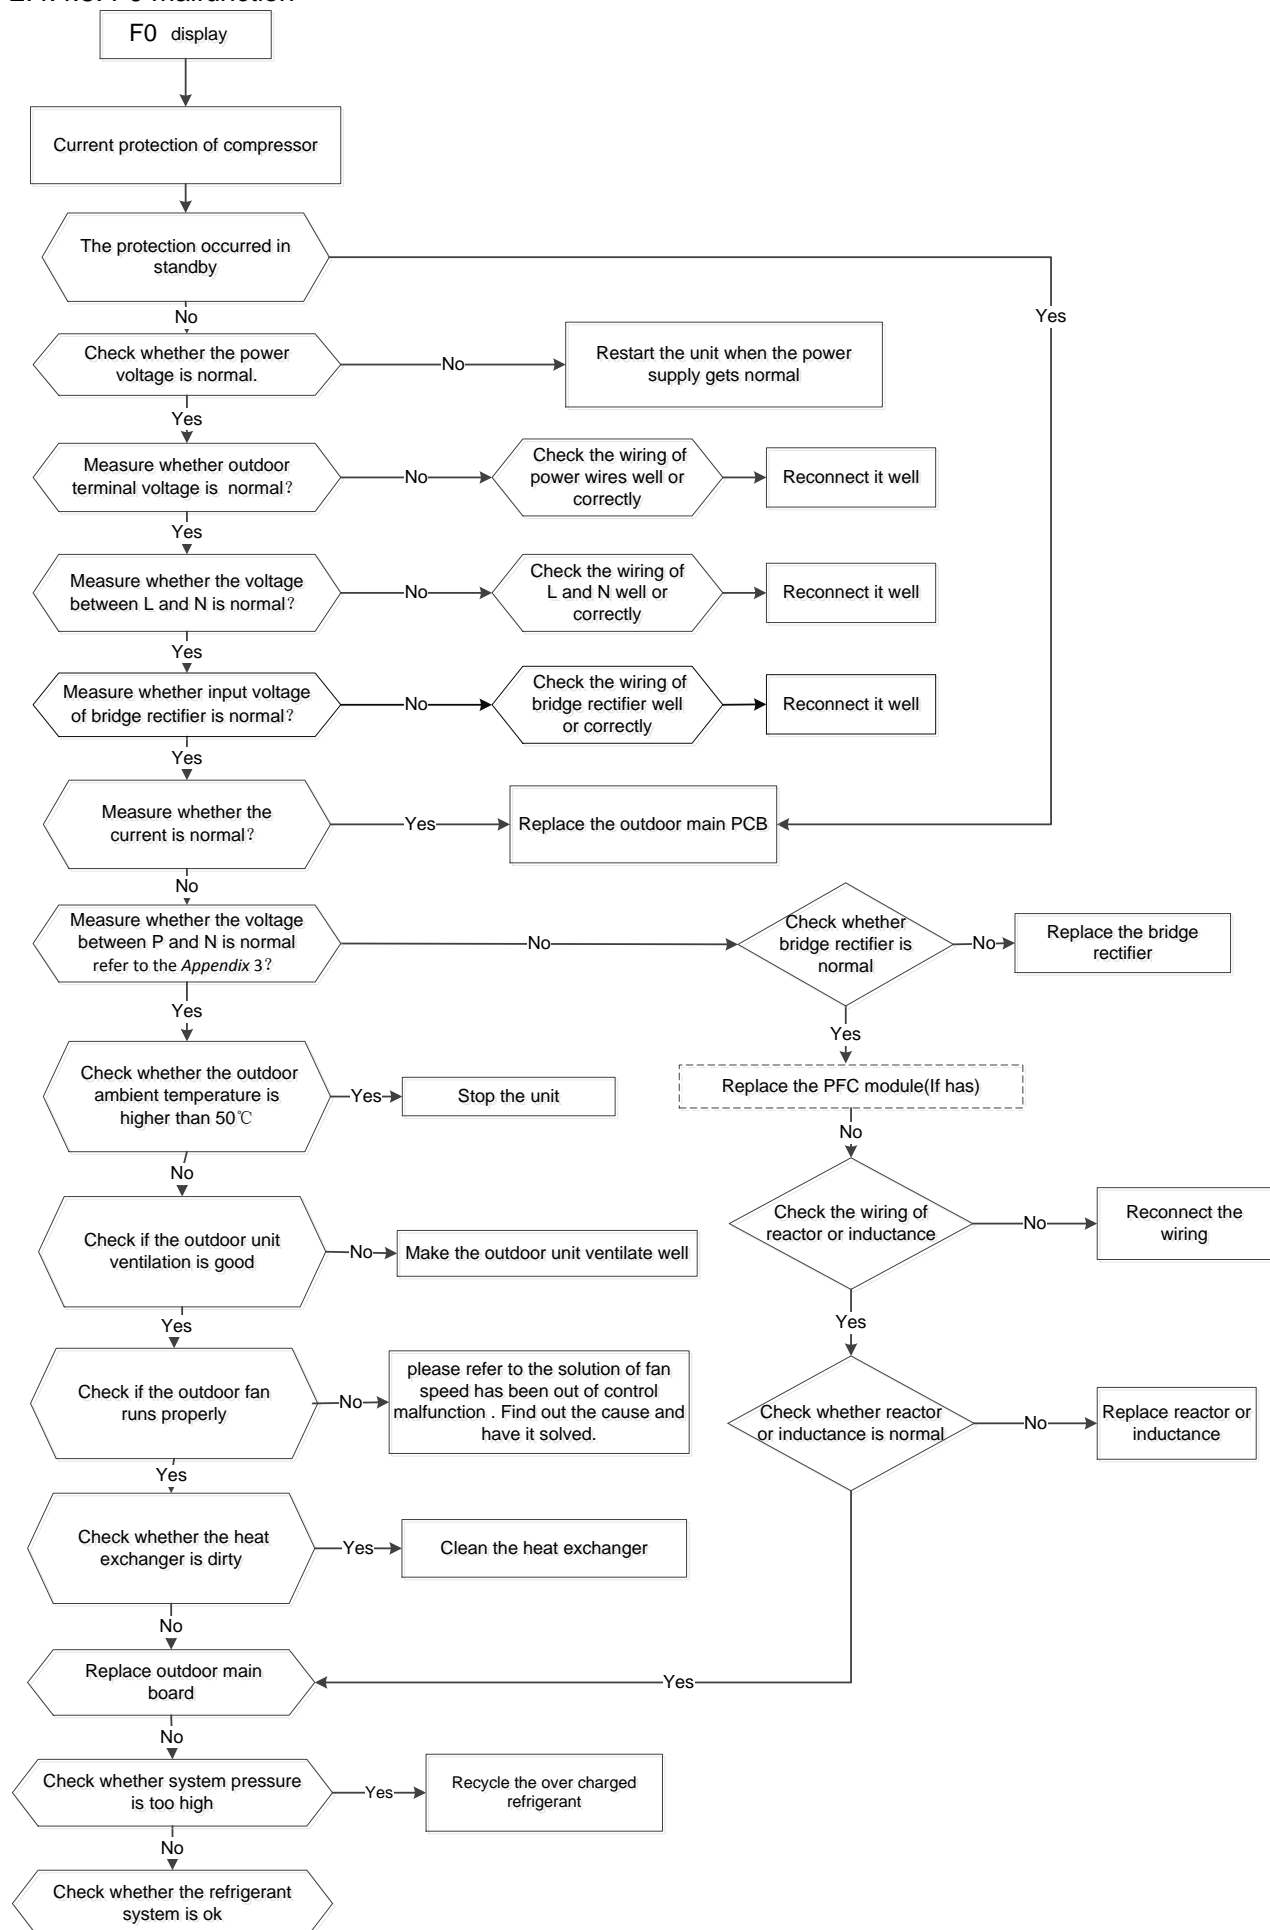 F0 display
Current protection of compressor
The protection occurred in
standby
No
Yes
Check whether the power
voltage is normal.
No
Restart the unit when the power
supply gets normal
Yes
Measure whether outdoor
terminal voltage is normal?
No
Check the wiring of
power wires well or
correctly
Reconnect it well
Yes
Measure whether the voltage
between L and N is normal?
No
Check the wiring of
L and N well or
correctly
Reconnect it well
Yes
Measure whether input voltage
of bridge rectifier is normal?
No
Check the wiring of
bridge rectifier well
or correctly
Reconnect it well
Yes
Measure whether the
current is normal?
Yes
Replace the outdoor main PCB
No
Measure whether the voltage
between P and N is normal
refer to the Appendix 3?
No
Check whether
bridge rectifier is
normal
No
Replace the bridge
rectifier
Yes
Yes
Check whether the outdoor
ambient temperature is
higher than 50℃
Yes
Stop the unit
Replace the PFC module(If has)
No
No
Check the wiring of
reactor or inductance
No
Reconnect the
wiring
Check if the outdoor unit
ventilation is good
No
Make the outdoor unit ventilate well
Yes
Yes
Check if the outdoor fan
runs properly
No
please refer to the solution of fan
speed has been out of control
malfunction . Find out the cause and
have it solved.
Check whether reactor
or inductance is normal
No
Replace reactor or
inductance
Yes
Check whether the heat
exchanger is dirty
Yes
Clean the heat exchanger
No
Replace outdoor main
board
Yes
No
Check whether system pressure
is too high
Yes
Recycle the over charged
refrigerant
No
Check whether the refrigerant
system is ok